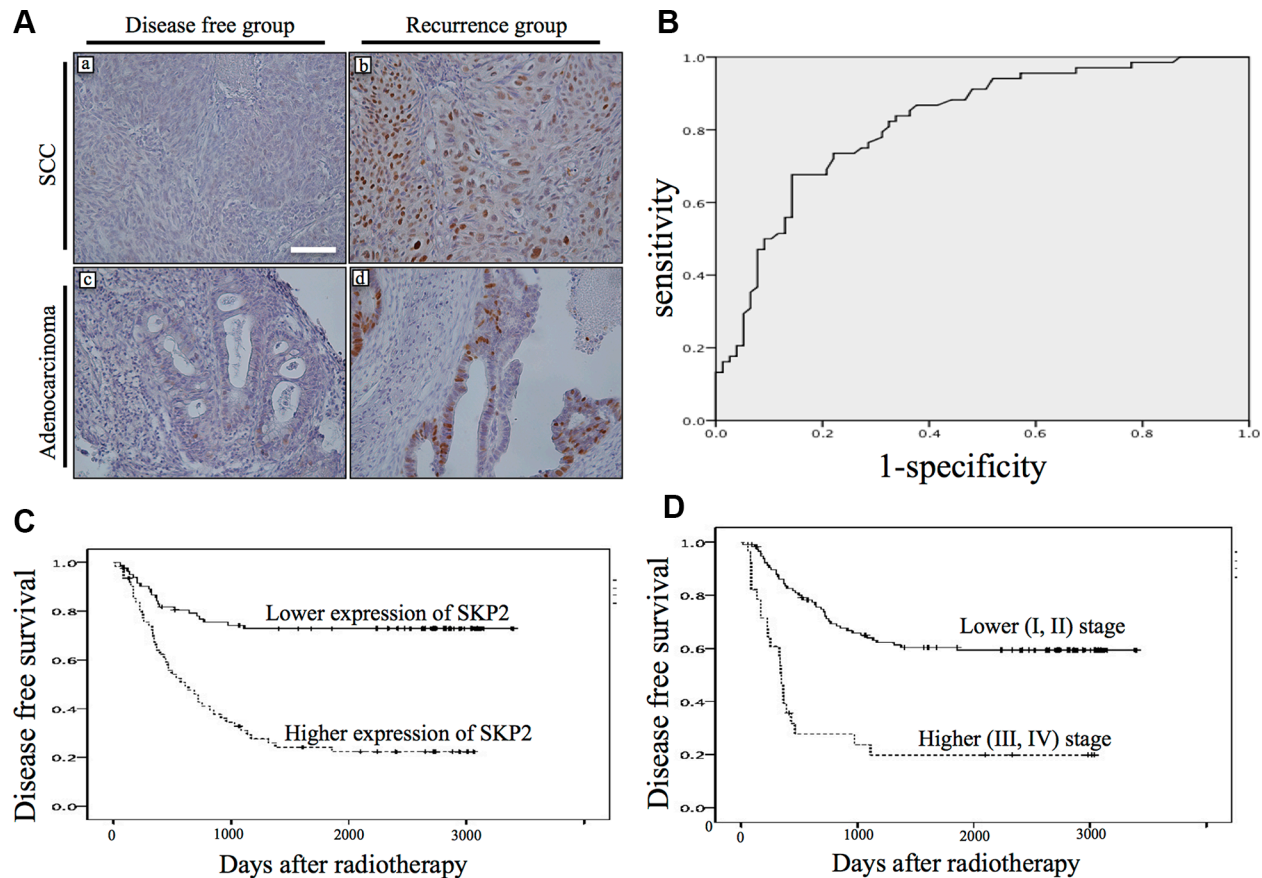 A
Disease free group
Recurrence group
SCC
Adenocarcinoma
a
b
c
d
B
sensitivity
1.0
0.8
0.6
0.4
0.2
0.0
0.0
0.2
0.4
0.6
0.8
1.0
1-specificity
C
Disease free survival
1.0
0.8
0.6
0.4
0.2
0.0
Lower expression of SKP2
Higher expression of SKP2
0
1000
2000
3000
Days after radiotherapy
D
Disease free survival
1.0
0.8
0.6
0.4
0.2
0.0
0
Lower (I, II) stage
Higher (III, IV) stage
0
1000
2000
3000
Days after radiotherapy